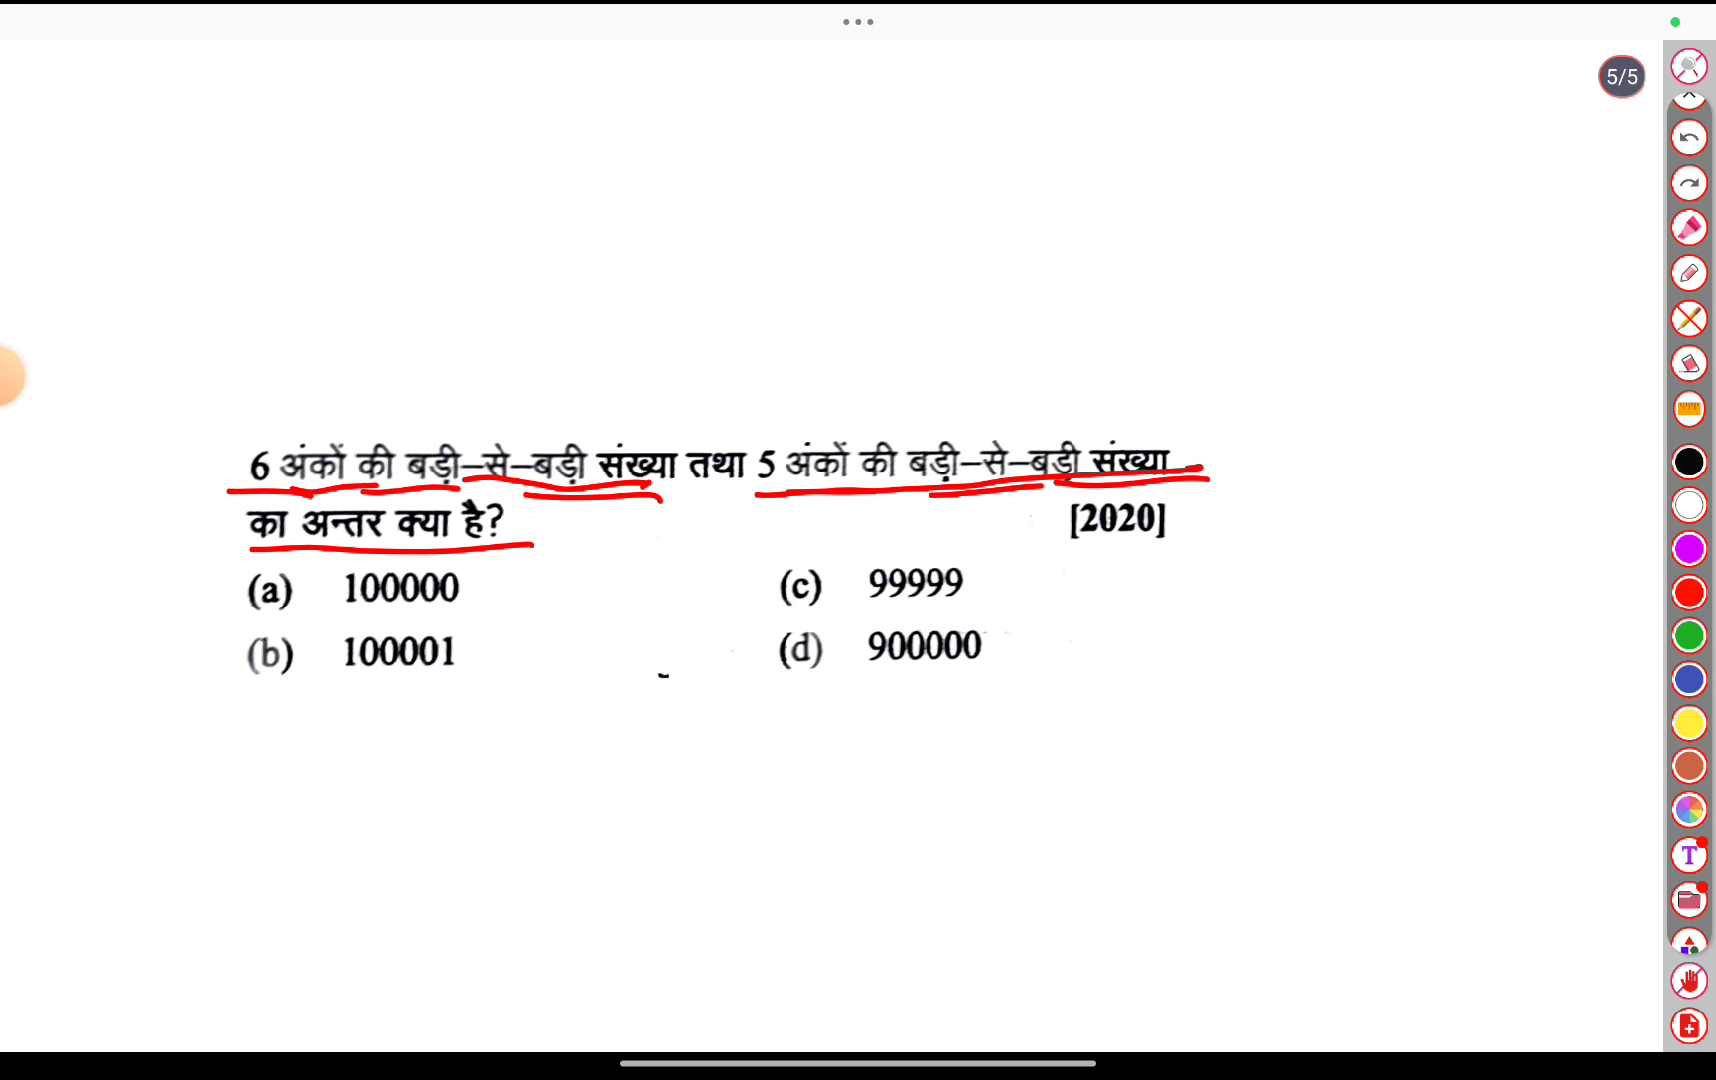 5/5
6 अंकों की बड़ी–से–बड़ी संख्या तथा 5 अंकों की बड़ी–से–बड़ी संख्या
का अन्तर क्या है? [2020]
(a) 100000 (c) 99999
(b) 100001 (d) 900000
T